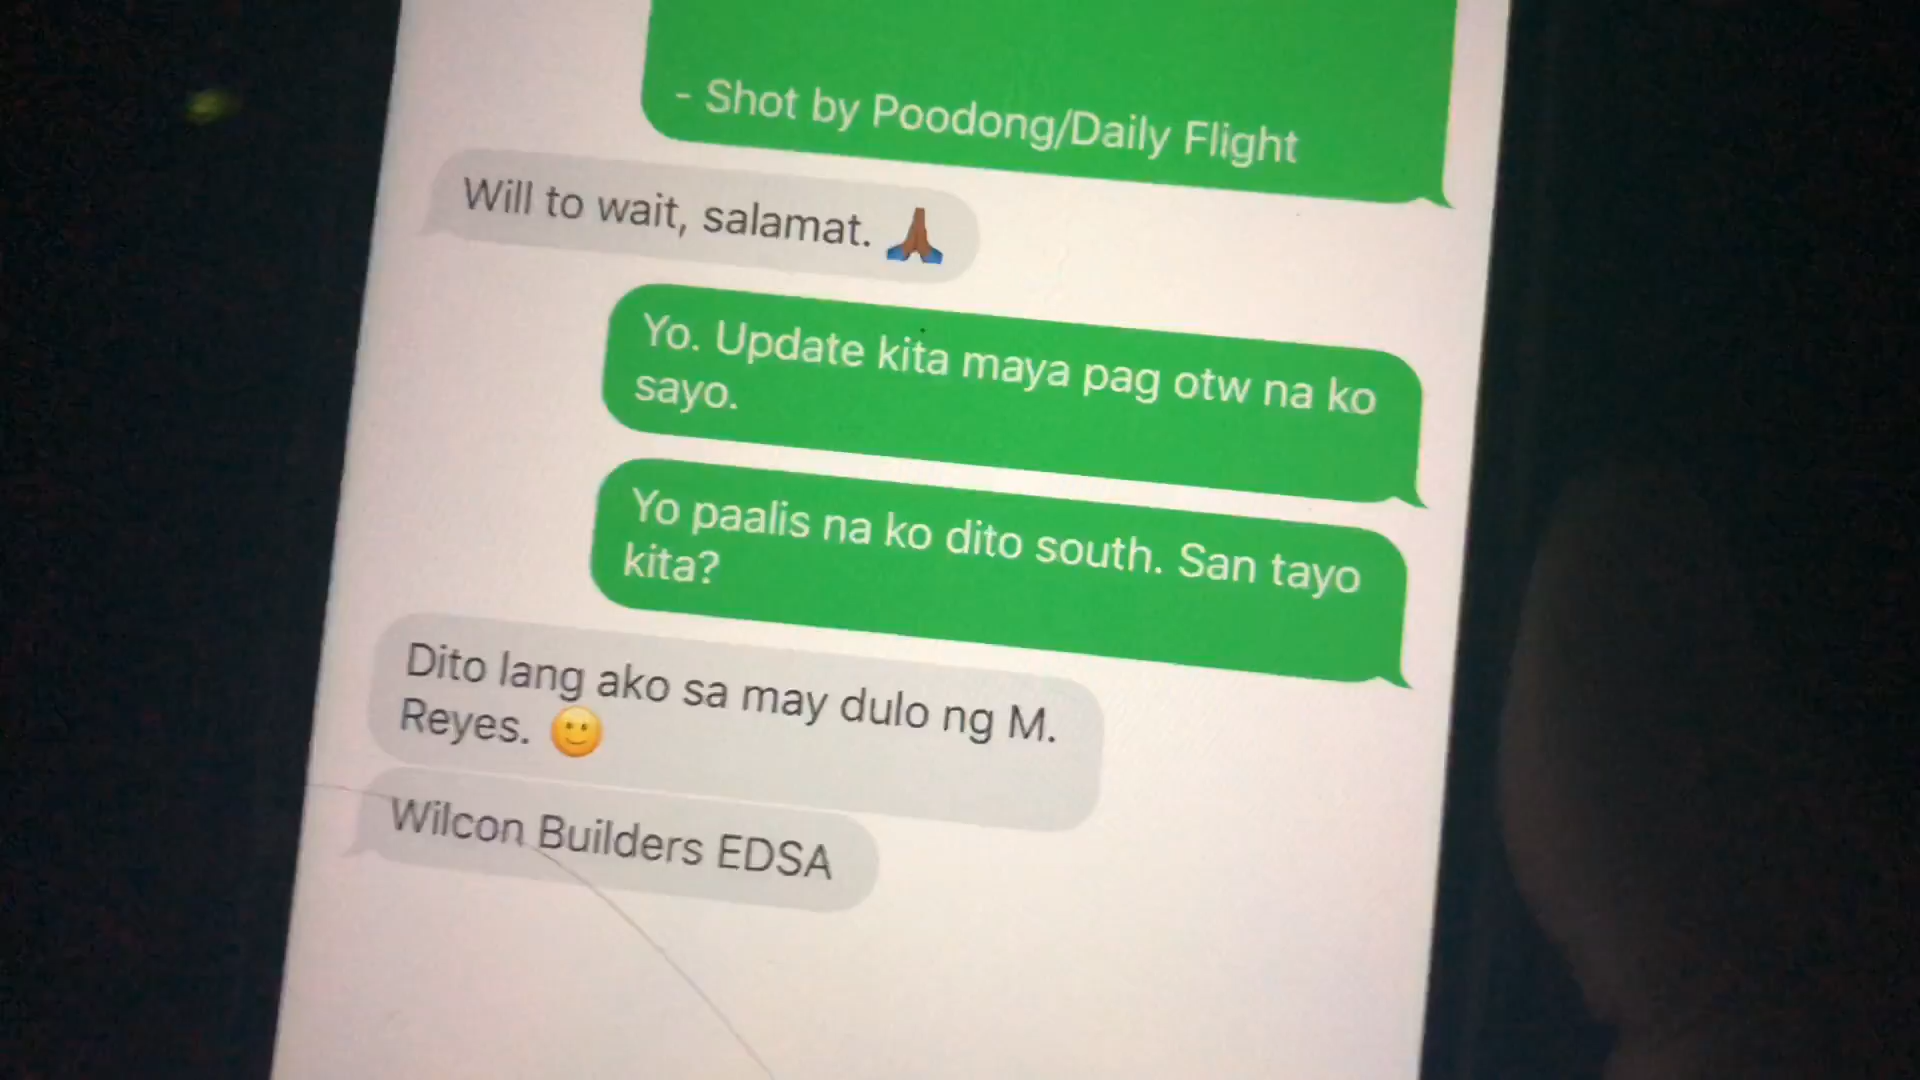 - Shot by Poodong/Daily Flight
Will to wait, salamat. 🙏🏾
Yo. Update kita maya pag otw na ko
sayo.
Yo paalis na ko dito south. San tayo
kita?
Dito lang ako sa may dulo ng M.
Reyes. 🙂
Wilcon Builders EDSA